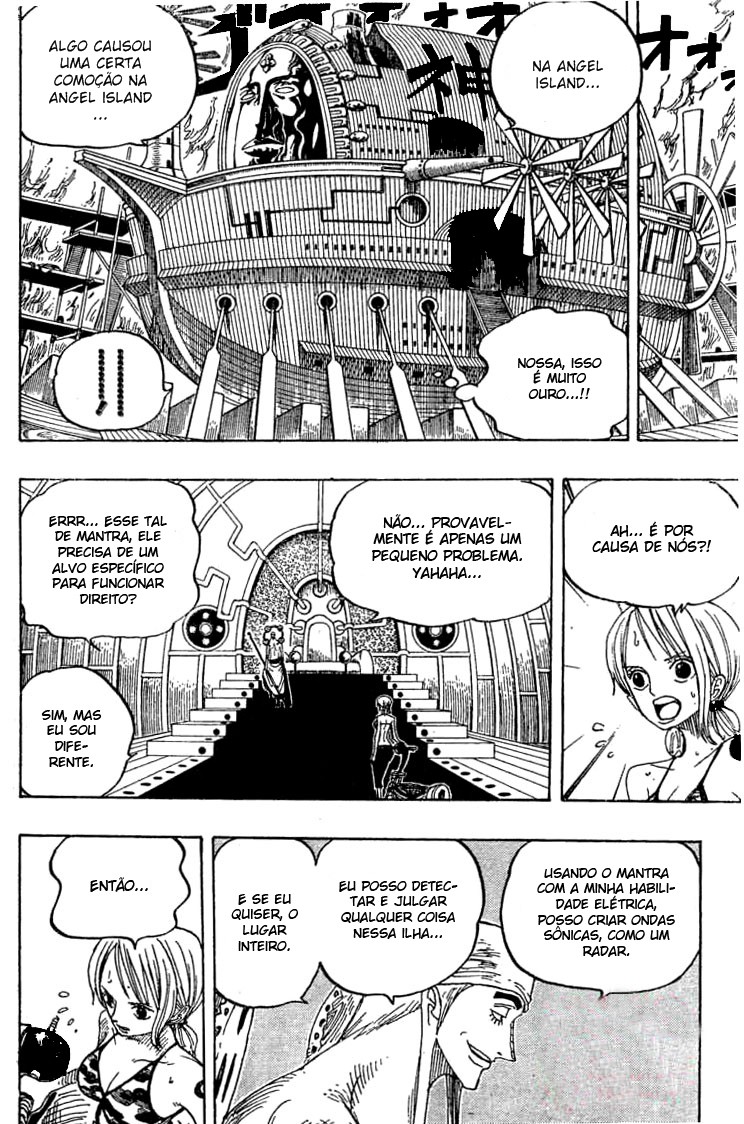 NA ANGEL
ISLAND...
ALGO CAUSOU
UMA CERTA
COMOÇÃO NA
ANGEL ISLAND
...
神
NOSSA, ISSO
É MUITO
OURO...!!
AH... É POR
CAUSA DE NÓS?!
NÃO... PROVAVEL-
MENTE É APENAS UM
PEQUENO PROBLEMA.
YAHAHA...
ERRR... ESSE TAL
DE MANTRA, ELE
PRECISA DE UM
ALVO ESPECÍFICO
PARA FUNCIONAR
DIREITO?
SIM, MAS
EU SOU
DIFE-
RENTE.
USANDO O MANTRA
COM A MINHA HABILI-
DADE ELÉTRICA,
POSSO CRIAR ONDAS
SÔNICAS, COMO UM
RADAR.
EU POSSO DETEC-
TAR E JULGAR
QUALQUER COISA
NESSA ILHA...
E SE EU
QUISER, O
LUGAR
INTEIRO.
ENTÃO...